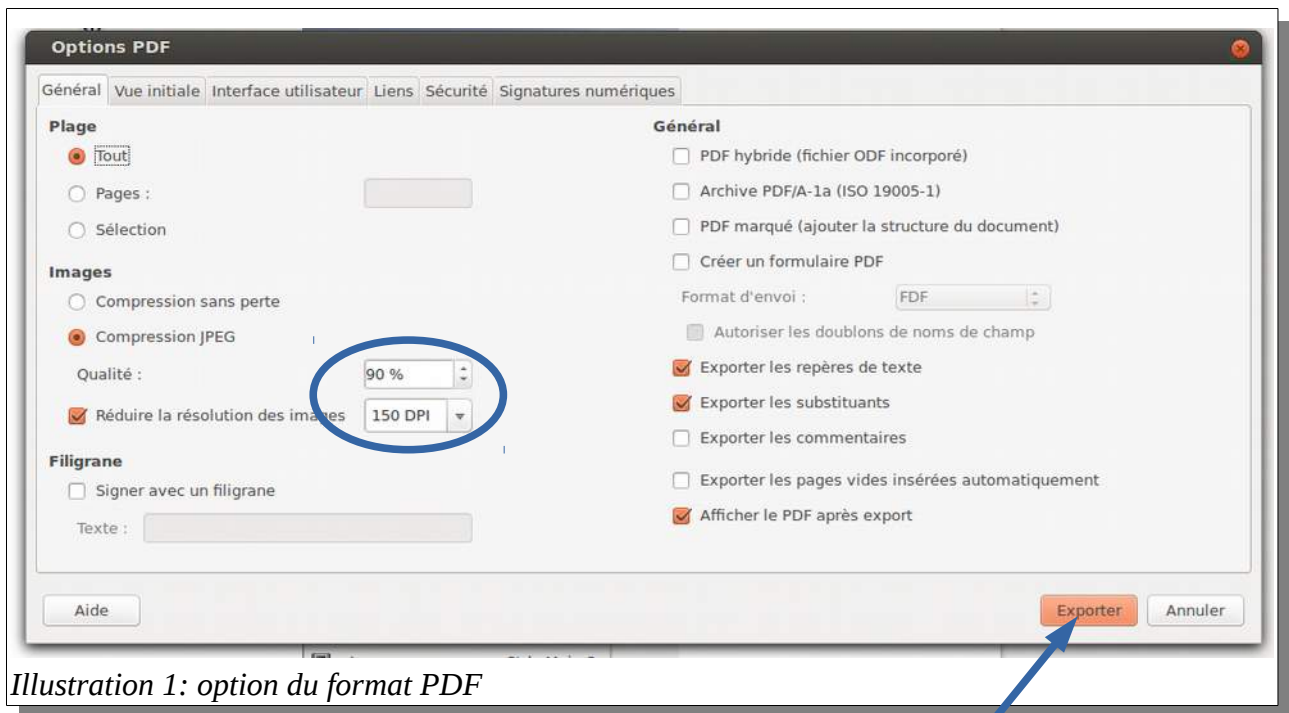 Options PDF
Général Vue initiale Interface utilisateur Liens Sécurité Signatures numériques
Plage
Tout
Pages :
Sélection
Images
Compression sans perte
Compression JPEG
Qualité : 90 %
Réduire la résolution des images 150 DPI
Filigrane
Signer avec un filigrane
Texte :
Général
PDF hybride (fichier ODF incorporé)
Archive PDF/A-1a (ISO 19005-1)
PDF marqué (ajouter la structure du document)
Créer un formulaire PDF
Format d'envoi : FDF
Autoriser les doublons de noms de champ
Exporter les repères de texte
Exporter les substituants
Exporter les commentaires
Exporter les pages vides insérées automatiquement
Afficher le PDF après export
Aide Exporter Annuler
Illustration 1: option du format PDF